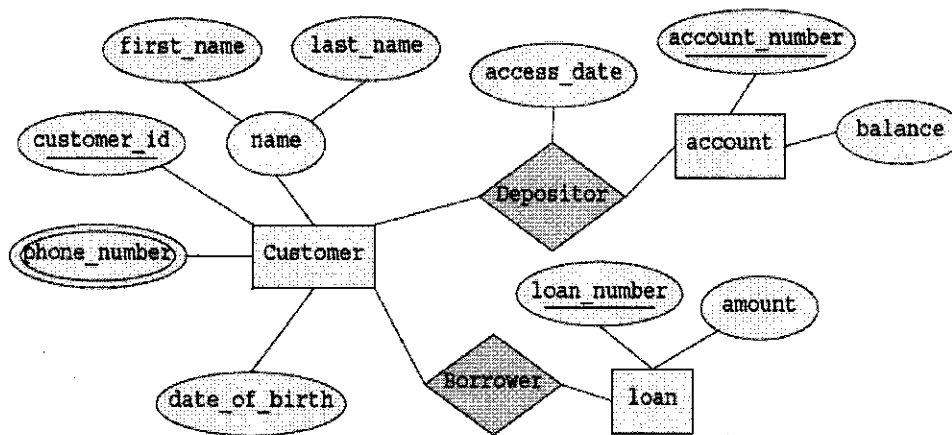 first_name
last_name
account_number
access_date
customer_id
name
account
balance
Depositor
phone_number
Customer
loan_number
amount
Borrower
loan
date_of_birth